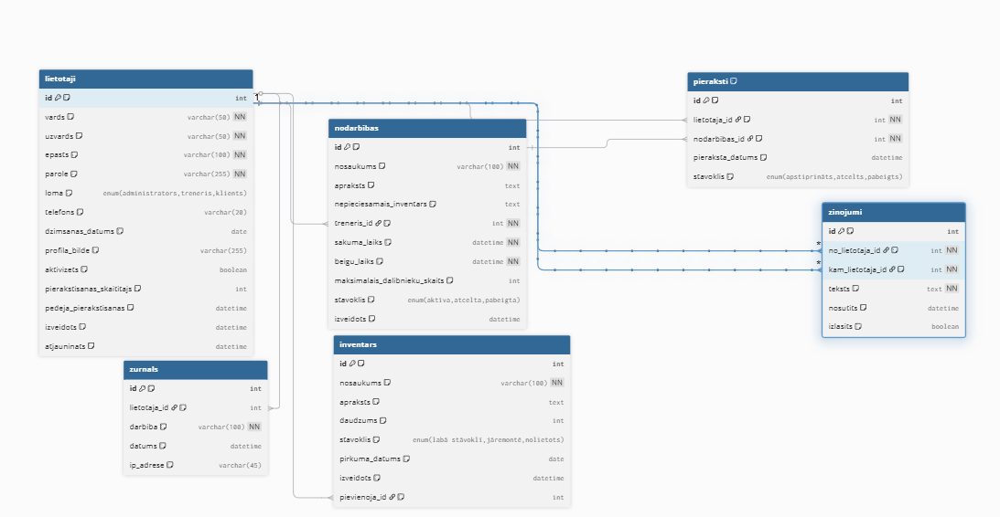 lietotaji
id int
vards varchar(50) NN
uzvards varchar(50) NN
epasts varchar(100) NN
parole varchar(255) NN
loma enum(administrators,treneris,klients)
telefons varchar(20)
dzimsanas_datums date
profila_bilde varchar(255)
aktivizets boolean
pierakstisanas_skaititajs int
pedeja_pierakstisanas datetime
izveidots datetime
atjauninats datetime
1
nodarbibas
id int
nosaukums varchar(100) NN
apraksts text
nepieciesamais_inventars text
treneris_id int NN
sakuma_laiks datetime NN
beigu_laiks datetime NN
maksimalais_dalibnieku_skaits int
stavoklis enum(aktiva,atcelta,pabeigta)
izveidots datetime
pieraksti
id int
lietotaja_id int NN
nodarbibas_id int NN
pieraksta_datums datetime
stavoklis enum(apstiprināts,atcelts,pabeigts)
zinojumi
id int
* no_lietotaja_id int NN
* kam_lietotaja_id int NN
teksts text NN
nosutits datetime
izlasits boolean
zurnals
id int
lietotaja_id int
darbiba varchar(100) NN
datums datetime
ip_adrese varchar(45)
inventars
id int
nosaukums varchar(100) NN
apraksts text
daudzums int
stavoklis enum(labā stāvoklī,jāremontē,nolietots)
pirkuma_datums date
izveidots datetime
pievienoja_id int